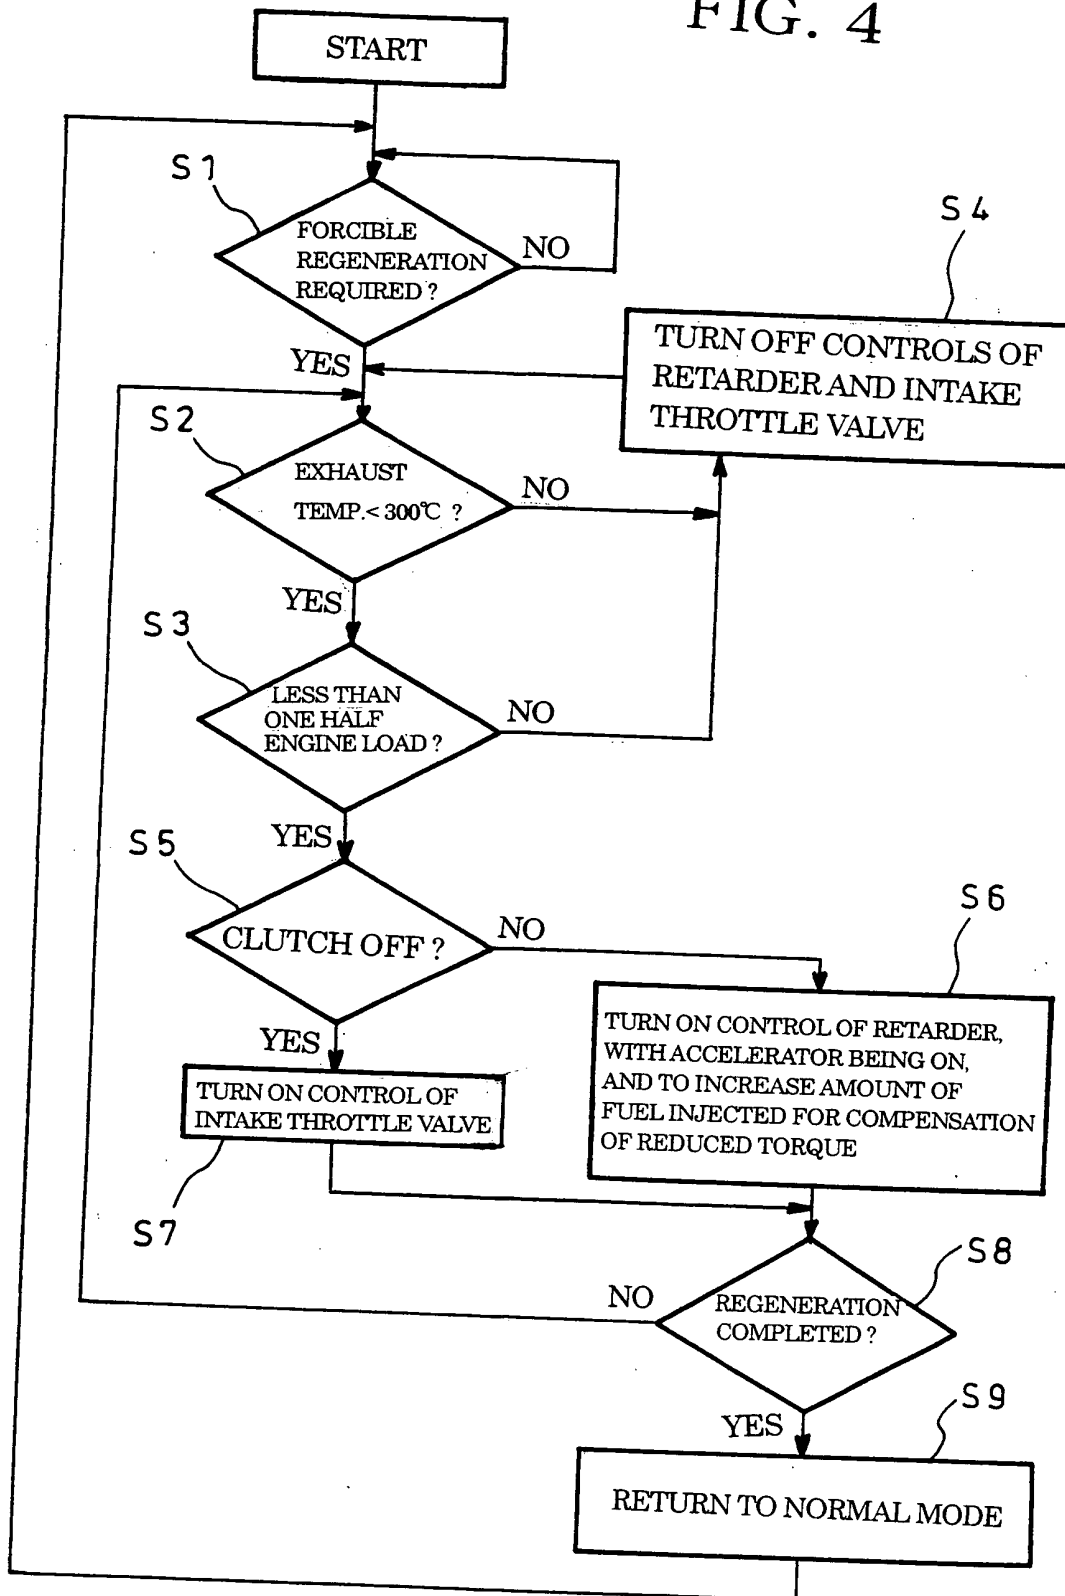 FIG. 4
START
S1
FORCIBLE
REGENERATION
REQUIRED ?
NO
YES
S4
TURN OFF CONTROLS OF
RETARDER AND INTAKE
THROTTLE VALVE
S2
EXHAUST
TEMP.< 300℃ ?
NO
YES
S3
LESS THAN
ONE HALF
ENGINE LOAD ?
NO
YES
S5
CLUTCH OFF ?
NO
YES
S6
TURN ON CONTROL OF RETARDER,
WITH ACCELERATOR BEING ON,
AND TO INCREASE AMOUNT OF
FUEL INJECTED FOR COMPENSATION
OF REDUCED TORQUE
TURN ON CONTROL OF
INTAKE THROTTLE VALVE
S7
S8
REGENERATION
COMPLETED ?
NO
YES
S9
RETURN TO NORMAL MODE